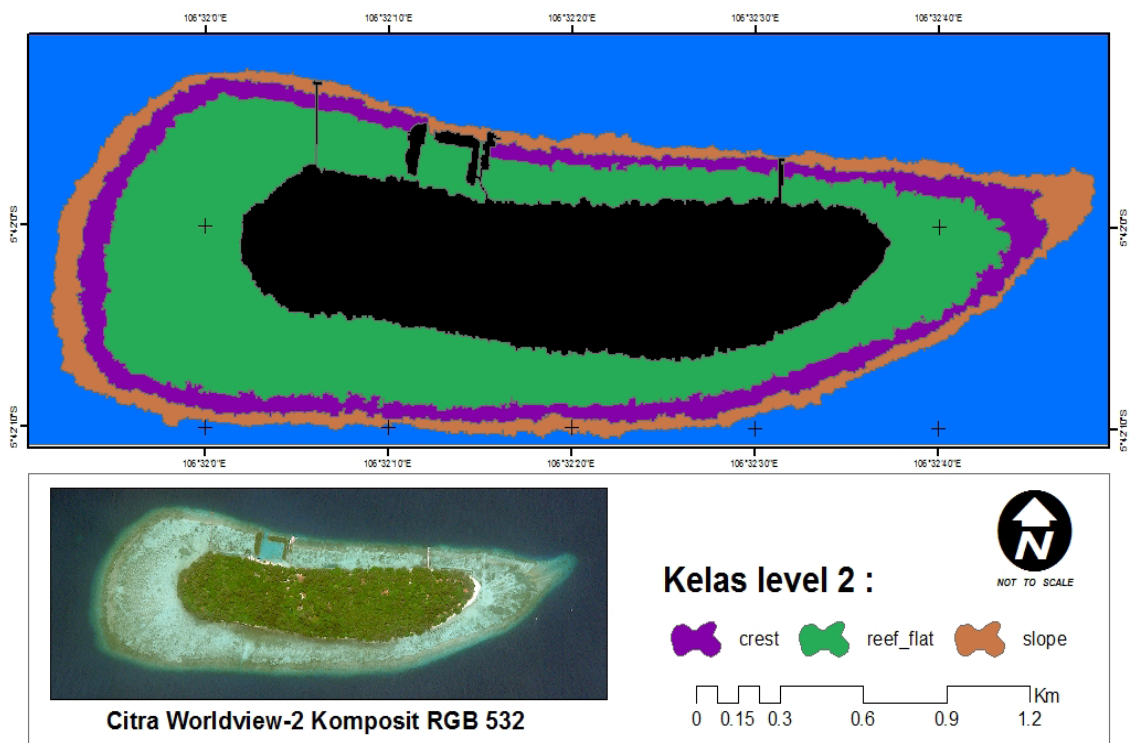 106°32'0"E 106°32'10"E 106°32'20"E 106°32'30"E 106°32'40"E
5°42'0"S 5°42'0"S
5°42'10"S 5°42'10"S
106°32'0"E 106°32'10"E 106°32'20"E 106°32'30"E 106°32'40"E
Citra Worldview-2 Komposit RGB 532
N
NOT TO SCALE
Kelas level 2 :
crest reef_flat slope
Km
0 0.15 0.3 0.6 0.9 1.2